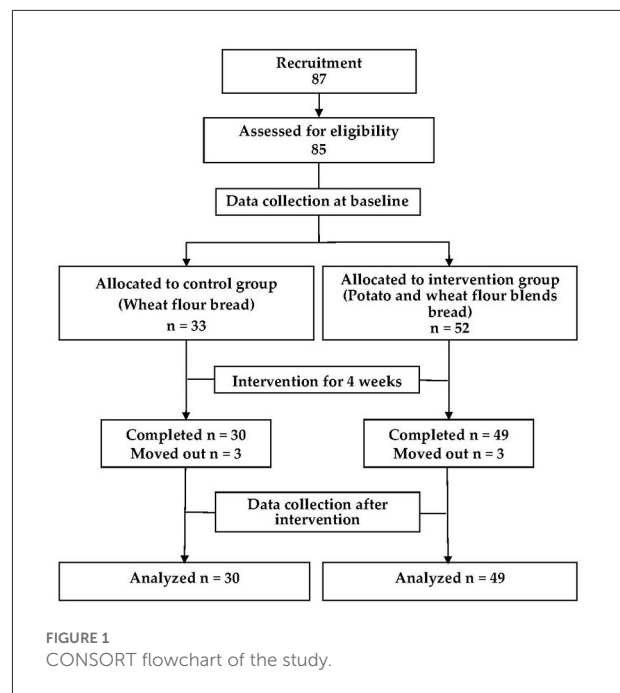 Recruitment
87
Assessed for eligibility
85
Data collection at baseline
Allocated to control group
(Wheat flour bread)
n = 33
Allocated to intervention group
(Potato and wheat flour blends
bread)
n = 52
Intervention for 4 weeks
Completed n = 30
Moved out n = 3
Completed n = 49
Moved out n = 3
Data collection after
intervention
Analyzed n = 30
Analyzed n = 49
FIGURE 1
CONSORT flowchart of the study.